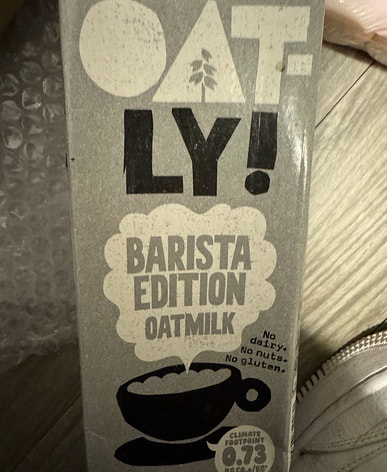 OAT-
LY!
BARISTA
EDITION
OATMILK
No
dairy.
No nuts.
No gluten.
CLIMATE
FOOTPRINT
0.73